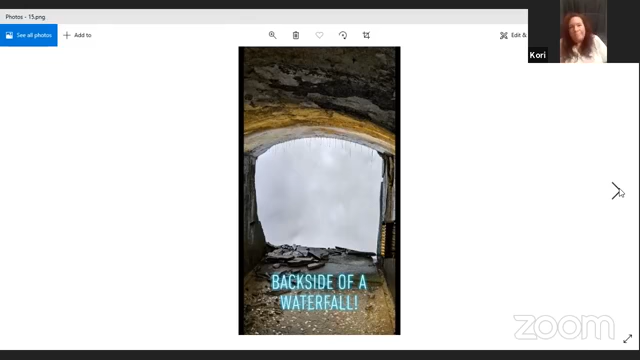 Photos - 15.png
See all photos
Add to
Edit &
Kori
BACKSIDE OF A
WATERFALL!
zoom